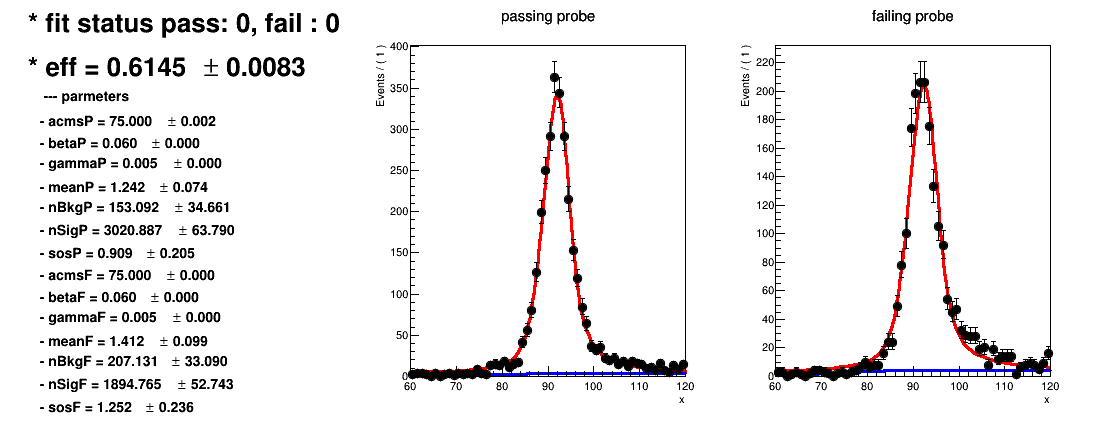 * fit status pass: 0, fail : 0
* eff = 0.6145 ± 0.0083
--- parmeters
- acmsP = 75.000 ± 0.002
- betaP = 0.060 ± 0.000
- gammaP = 0.005 ± 0.000
- meanP = 1.242 ± 0.074
- nBkgP = 153.092 ± 34.661
- nSigP = 3020.887 ± 63.790
- sosP = 0.909 ± 0.205
- acmsF = 75.000 ± 0.000
- betaF = 0.060 ± 0.000
- gammaF = 0.005 ± 0.000
- meanF = 1.412 ± 0.099
- nBkgF = 207.131 ± 33.090
- nSigF = 1894.765 ± 52.743
- sosF = 1.252 ± 0.236
passing probe
Events / ( 1 )
400
350
300
250
200
150
100
50
0
60 70 80 90 100 110 120
x
failing probe
Events / ( 1 )
220
200
180
160
140
120
100
80
60
40
20
0
60 70 80 90 100 110 120
x